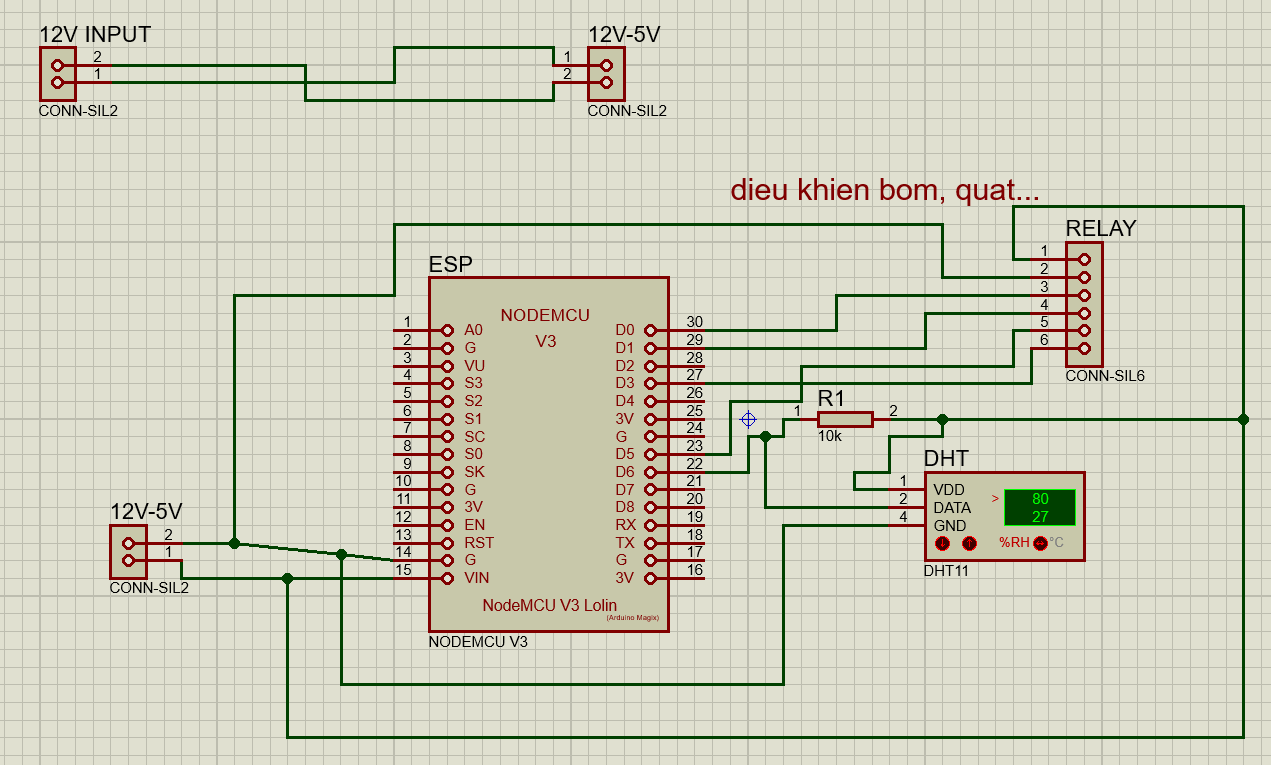 12V INPUT
2
1
CONN-SIL2
12V-5V
1
2
CONN-SIL2
dieu khien bom, quat...
RELAY
1
2
3
4
5
6
CONN-SIL6
ESP
NODEMCU
V3
1 A0
2 G
3 VU
4 S3
5 S2
6 S1
7 SC
8 S0
9 SK
10 G
11 3V
12 EN
13 RST
14 G
15 VIN
D0 30
D1 29
D2 28
D3 27
D4 26
3V 25
G 24
D5 23
D6 22
D7 21
D8 20
RX 19
TX 18
G 17
3V 16
NodeMCU V3 Lolin
(Arduino Magix)
NODEMCU V3
R1
1 2
10k
DHT
1 VDD
2 DATA
4 GND
> 80
27
%RH °C
DHT11
12V-5V
2
1
CONN-SIL2